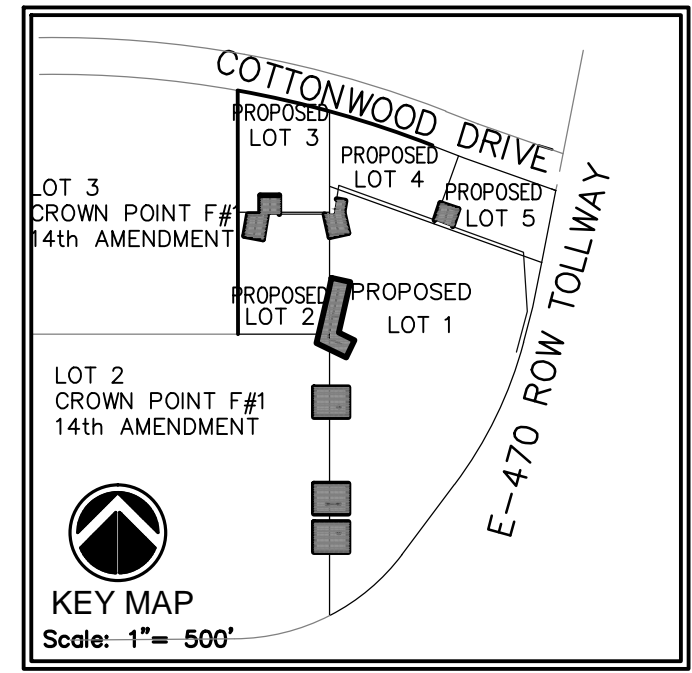 COTTONWOOD DRIVE
PROPOSED
LOT 3
PROPOSED
LOT 4
PROPOSED
LOT 5
LOT 3
CROWN POINT F#1
14th AMENDMENT
E-470 ROW TOLLWAY
PROPOSED
LOT 2
PROPOSED
LOT 1
LOT 2
CROWN POINT F#1
14th AMENDMENT
KEY MAP
Scale: 1"= 500'